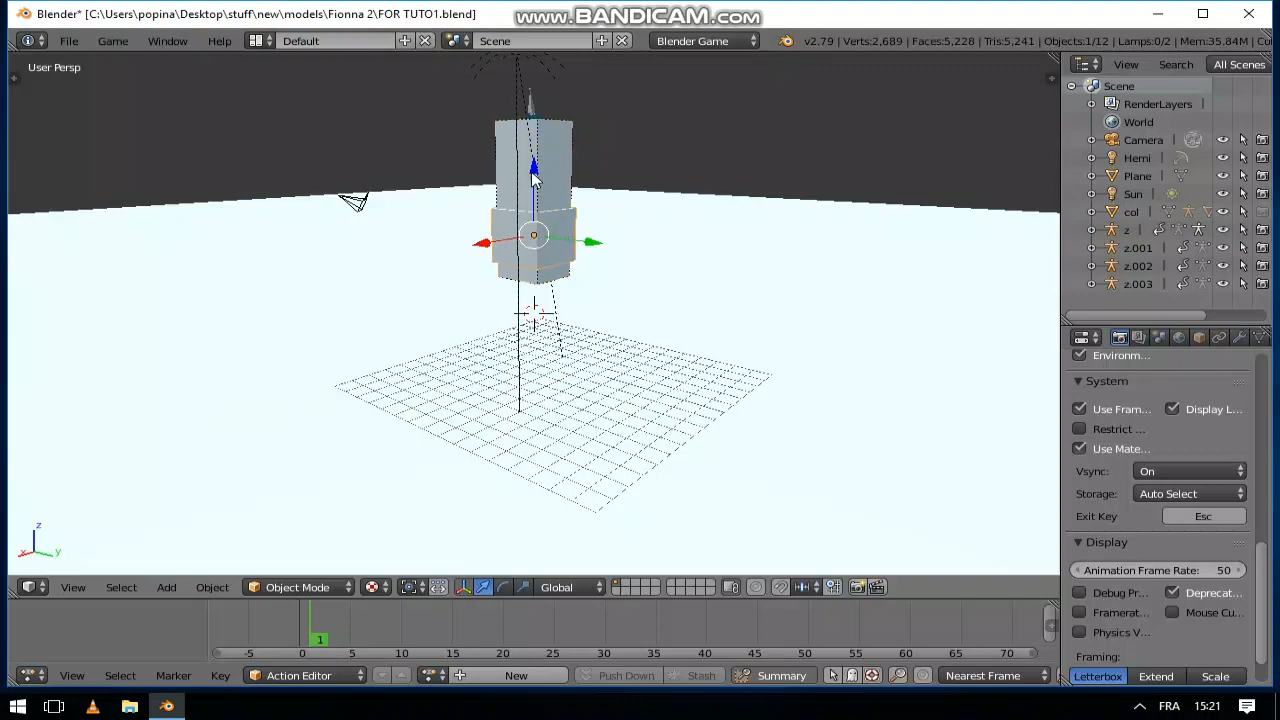 Blender* [C:\Users\popina\Desktop\stuff\new\models\Fionna 2\FOR TUTO1.blend]
www.BANDICAM.com
File Game Window Help Default Scene Blender Game v2.79 | Verts:2,689 | Faces:5,228 | Tris:5,241 | Objects:1/12 | Lamps:0/2 | Mem:35.84M | Cu
User Persp
View Search All Scenes
Scene
RenderLayers
World
Camera
Hemi
Plane
Sun
col
z
z.001
z.002
z.003
Environm...
System
Use Fram... Display L...
Restrict ...
Use Mate...
Vsync: On
Storage: Auto Select
Exit Key Esc
Display
Animation Frame Rate: 50
Debug Pr... Deprecat...
Framerat... Mouse Cu...
Physics V...
Framing:
Letterbox Extend Scale
z
x y
View Select Add Object Object Mode Global
1
-5 0 5 10 15 20 25 30 35 40 45 50 55 60 65 70
View Select Marker Key Action Editor New Push Down Stash Summary Nearest Frame
FRA 15:21